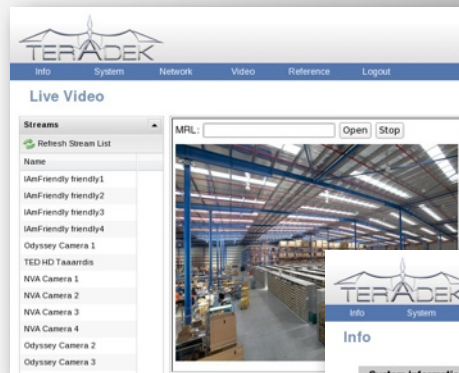 TERADEK
Info System Network Video Reference Logout
Live Video
Streams
MRL: Open Stop
Refresh Stream List
Name
IAmFriendly friendly1
IAmFriendly friendly2
IAmFriendly friendly3
IAmFriendly friendly4
Odyssey Camera 1
TED HD Taaarrdis
NVA Camera 1
NVA Camera 2
NVA Camera 3
NVA Camera 4
Odyssey Camera 2
Odyssey Camera 3
TERADEK
Info System
Info